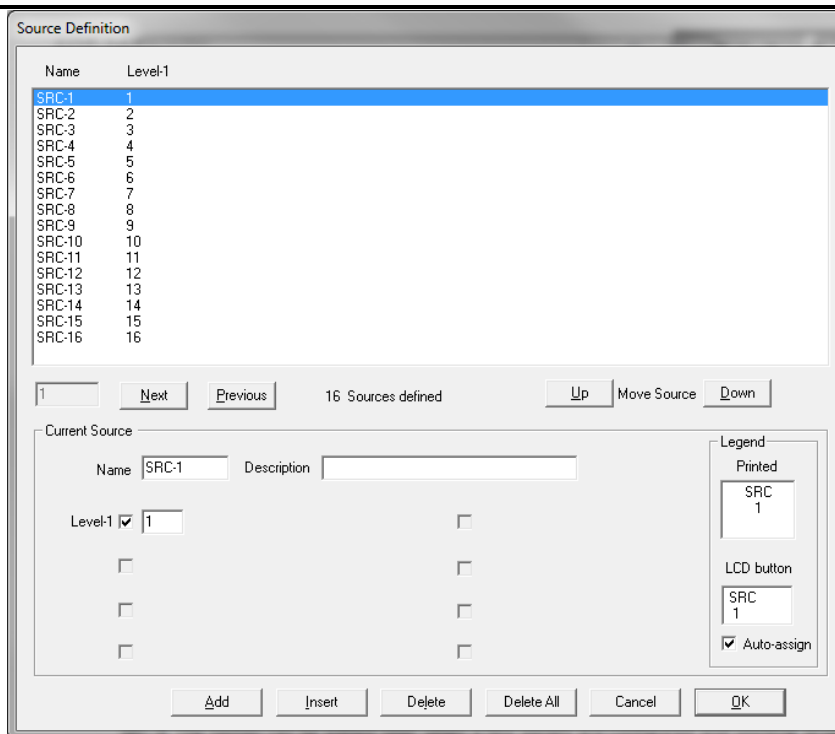 Source Definition
Name Level-1
SRC-1 1
SRC-2 2
SRC-3 3
SRC-4 4
SRC-5 5
SRC-6 6
SRC-7 7
SRC-8 8
SRC-9 9
SRC-10 10
SRC-11 11
SRC-12 12
SRC-13 13
SRC-14 14
SRC-15 15
SRC-16 16
1 Next Previous 16 Sources defined Up Move Source Down
Current Source
Name SRC-1 Description
Level-1 1
Legend
Printed
SRC
1
LCD button
SRC
1
Auto-assign
Add Insert Delete Delete All Cancel OK